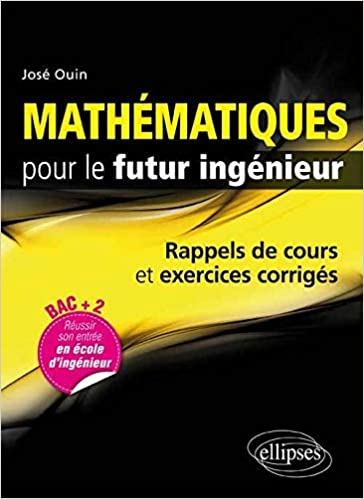 José Ouin
MATHÉMATIQUES
pour le futur ingénieur
Rappels de cours
et exercices corrigés
BAC + 2
Réussir
son entrée
en école
d'ingénieur
ellipses